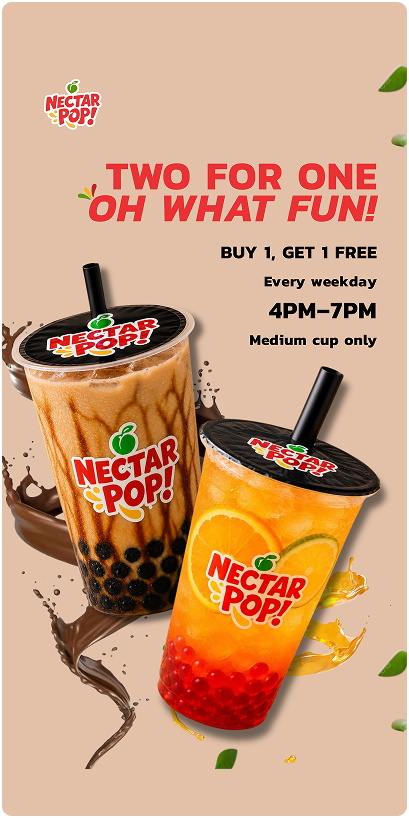 NECTAR
POP!
TWO FOR ONE
OH WHAT FUN!
BUY 1, GET 1 FREE
Every weekday
4PM–7PM
Medium cup only
NECTAR
POP!
NECTAR
POP!
NECTAR
POP!
NECTAR
POP!